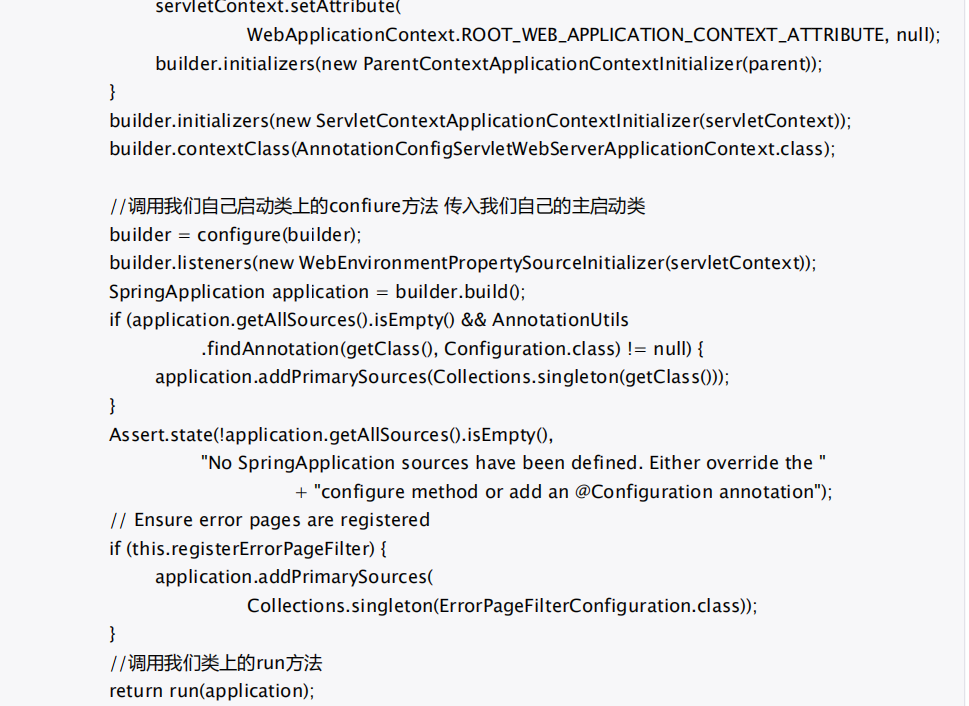 servletContext.setAttribute(
WebApplicationContext.ROOT_WEB_APPLICATION_CONTEXT_ATTRIBUTE, null);
builder.initializers(new ParentContextApplicationContextInitializer(parent));
}
builder.initializers(new ServletContextApplicationContextInitializer(servletContext));
builder.contextClass(AnnotationConfigServletWebServerApplicationContext.class);
//调用我们自己启动类上的confiure方法 传入我们自己的主启动类
builder = configure(builder);
builder.listeners(new WebEnvironmentPropertySourceInitializer(servletContext));
SpringApplication application = builder.build();
if (application.getAllSources().isEmpty() && AnnotationUtils
.findAnnotation(getClass(), Configuration.class) != null) {
application.addPrimarySources(Collections.singleton(getClass()));
}
Assert.state(!application.getAllSources().isEmpty(),
"No SpringApplication sources have been defined. Either override the "
+ "configure method or add an @Configuration annotation");
// Ensure error pages are registered
if (this.registerErrorPageFilter) {
application.addPrimarySources(
Collections.singleton(ErrorPageFilterConfiguration.class));
}
//调用我们类上的run方法
return run(application);